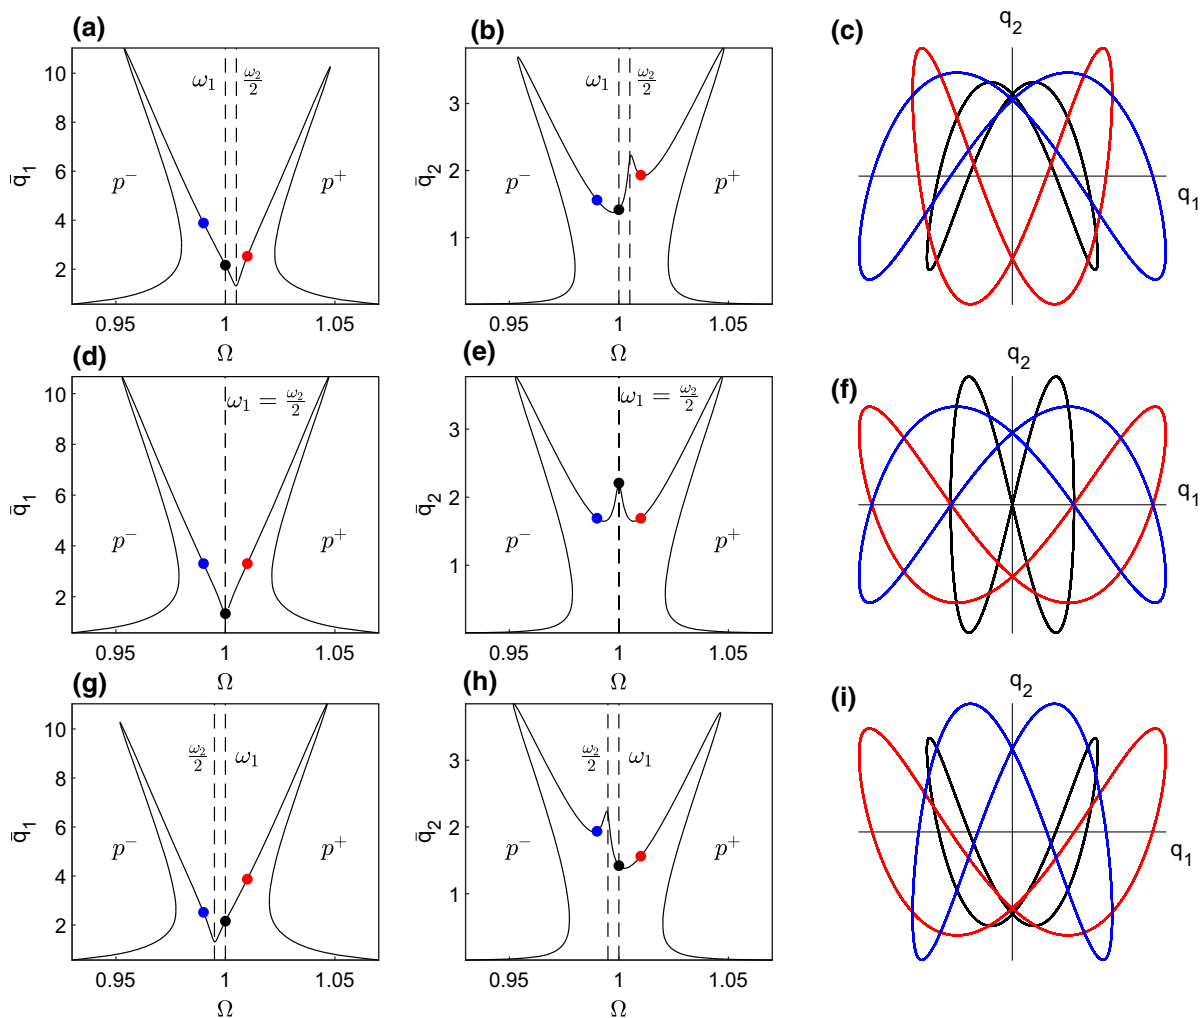 (a)
10
8
6
4
2
q̄₁
ω₁
ω₂/2
p⁻
p⁺
0.95
1
1.05
Ω
(b)
3
2
1
q̄₂
ω₁
ω₂/2
p⁻
p⁺
0.95
1
1.05
Ω
(c)
q₂
q₁
(d)
10
8
6
4
2
q̄₁
ω₁ = ω₂/2
p⁻
p⁺
0.95
1
1.05
Ω
(e)
3
2
1
q̄₂
ω₁ = ω₂/2
p⁻
p⁺
0.95
1
1.05
Ω
(f)
q₂
q₁
(g)
10
8
6
4
2
q̄₁
ω₂/2
ω₁
p⁻
p⁺
0.95
1
1.05
Ω
(h)
3
2
1
q̄₂
ω₂/2
ω₁
p⁻
p⁺
0.95
1
1.05
Ω
(i)
q₂
q₁